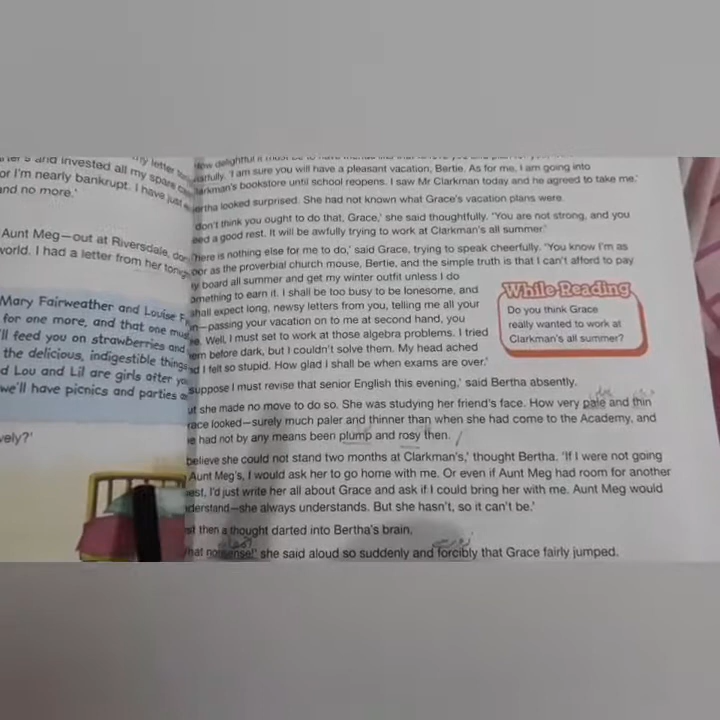 my letter
and invested all my spare
or I'm nearly bankrupt. I have just
and no more.'
Aunt Meg—out at Riversdale,
world. I had a letter from her
Mary Fairweather and Louise
for one more, and that one
'll feed you on strawberries and
the delicious, indigestible things
d Lou and Lil are girls after
we'll have picnics and parties
vely?'
'I am sure you will have a pleasant vacation, Bertie. As for me, I am going into
bookstore until school reopens. I saw Mr Clarkman today and he agreed to take me.'
looked surprised. She had not known what Grace's vacation plans were.
don't think you ought to do that, Grace,' she said thoughtfully. 'You are not strong, and you
a good rest. It will be awfully trying to work at Clarkman's all summer.'
There is nothing else for me to do,' said Grace, trying to speak cheerfully. 'You know I'm as
as the proverbial church mouse, Bertie, and the simple truth is that I can't afford to pay
board all summer and get my winter outfit unless I do
to earn it. I shall be too busy to be lonesome, and
shall expect long, newsy letters from you, telling me all your
—passing your vacation on to me at second hand, you
Well, I must set to work at those algebra problems. I tried
before dark, but I couldn't solve them. My head ached
I felt so stupid. How glad I shall be when exams are over.'
While Reading
Do you think Grace
really wanted to work at
Clarkman's all summer?
suppose I must revise that senior English this evening,' said Bertha absently.
she made no move to do so. She was studying her friend's face. How very pale and thin
looked—surely much paler and thinner than when she had come to the Academy, and
had not by any means been plump and rosy then.
believe she could not stand two months at Clarkman's,' thought Bertha. 'If I were not going
Aunt Meg's, I would ask her to go home with me. Or even if Aunt Meg had room for another
I'd just write her all about Grace and ask if I could bring her with me. Aunt Meg would
—she always understands. But she hasn't, so it can't be.'
then a thought darted into Bertha's brain.
nonsense!' she said aloud so suddenly and forcibly that Grace fairly jumped.